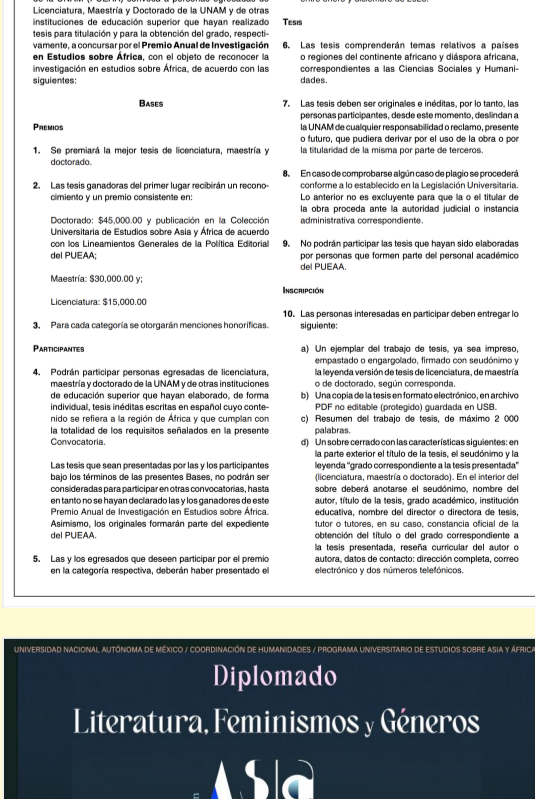 de la UNAM (PUEAA) convoca a personas egresadas de
Licenciatura, Maestría y Doctorado de la UNAM y de otras
instituciones de educación superior que hayan realizado
tesis para titulación y para la obtención del grado, respecti-
vamente, a concursar por el Premio Anual de Investigación
en Estudios sobre África, con el objeto de reconocer la
investigación en estudios sobre África, de acuerdo con las
siguientes:
BASES
PREMIOS
1. Se premiará la mejor tesis de licenciatura, maestría y
doctorado.
2. Las tesis ganadoras del primer lugar recibirán un recono-
cimiento y un premio consistente en:
Doctorado: $45,000.00 y publicación en la Colección
Universitaria de Estudios sobre Asia y África de acuerdo
con los Lineamientos Generales de la Política Editorial
del PUEAA;
Maestría: $30,000.00 y;
Licenciatura: $15,000.00
3. Para cada categoría se otorgarán menciones honoríficas.
PARTICIPANTES
4. Podrán participar personas egresadas de licenciatura,
maestría y doctorado de la UNAM y de otras instituciones
de educación superior que hayan elaborado, de forma
individual, tesis inéditas escritas en español cuyo conte-
nido se refiera a la región de África y que cumplan con
la totalidad de los requisitos señalados en la presente
Convocatoria.
Las tesis que sean presentadas por las y los participantes
bajo los términos de las presentes Bases, no podrán ser
consideradas para participar en otras convocatorias, hasta
en tanto no se hayan declarado las y los ganadores de este
Premio Anual de Investigación en Estudios sobre África.
Asimismo, los originales formarán parte del expediente
del PUEAA.
5. Las y los egresados que deseen participar por el premio
en la categoría respectiva, deberán haber presentado el
entre enero y diciembre de 2023.
TESIS
6. Las tesis comprenderán temas relativos a países
o regiones del continente africano y diáspora africana,
correspondientes a las Ciencias Sociales y Humani-
dades.
7. Las tesis deben ser originales e inéditas, por lo tanto, las
personas participantes, desde este momento, deslindan a
la UNAM de cualquier responsabilidad o reclamo, presente
o futuro, que pudiera derivar por el uso de la obra o por
la titularidad de la misma por parte de terceros.
8. En caso de comprobarse algún caso de plagio se procederá
conforme a lo establecido en la Legislación Universitaria.
Lo anterior no es excluyente para que la o el titular de
la obra proceda ante la autoridad judicial o instancia
administrativa correspondiente.
9. No podrán participar las tesis que hayan sido elaboradas
por personas que formen parte del personal académico
del PUEAA.
INSCRIPCIÓN
10. Las personas interesadas en participar deben entregar lo
siguiente:
a) Un ejemplar del trabajo de tesis, ya sea impreso,
empastado o engargolado, firmado con seudónimo y
la leyenda versión de tesis de licenciatura, de maestría
o de doctorado, según corresponda.
b) Una copia de la tesis en formato electrónico, en archivo
PDF no editable (protegido) guardada en USB.
c) Resumen del trabajo de tesis, de máximo 2 000
palabras.
d) Un sobre cerrado con las características siguientes: en
la parte exterior el título de la tesis, el seudónimo y la
leyenda "grado correspondiente a la tesis presentada"
(licenciatura, maestría o doctorado). En el interior del
sobre deberá anotarse el seudónimo, nombre del
autor, título de la tesis, grado académico, institución
educativa, nombre del director o directora de tesis,
tutor o tutores, en su caso, constancia oficial de la
obtención del título o del grado correspondiente a
la tesis presentada, reseña curricular del autor o
autora, datos de contacto: dirección completa, correo
electrónico y dos números telefónicos.
UNIVERSIDAD NACIONAL AUTÓNOMA DE MÉXICO / COORDINACIÓN DE HUMANIDADES / PROGRAMA UNIVERSITARIO DE ESTUDIOS SOBRE ASIA Y ÁFRICA
Diplomado
Literatura, Feminismos y Géneros
en
Asia